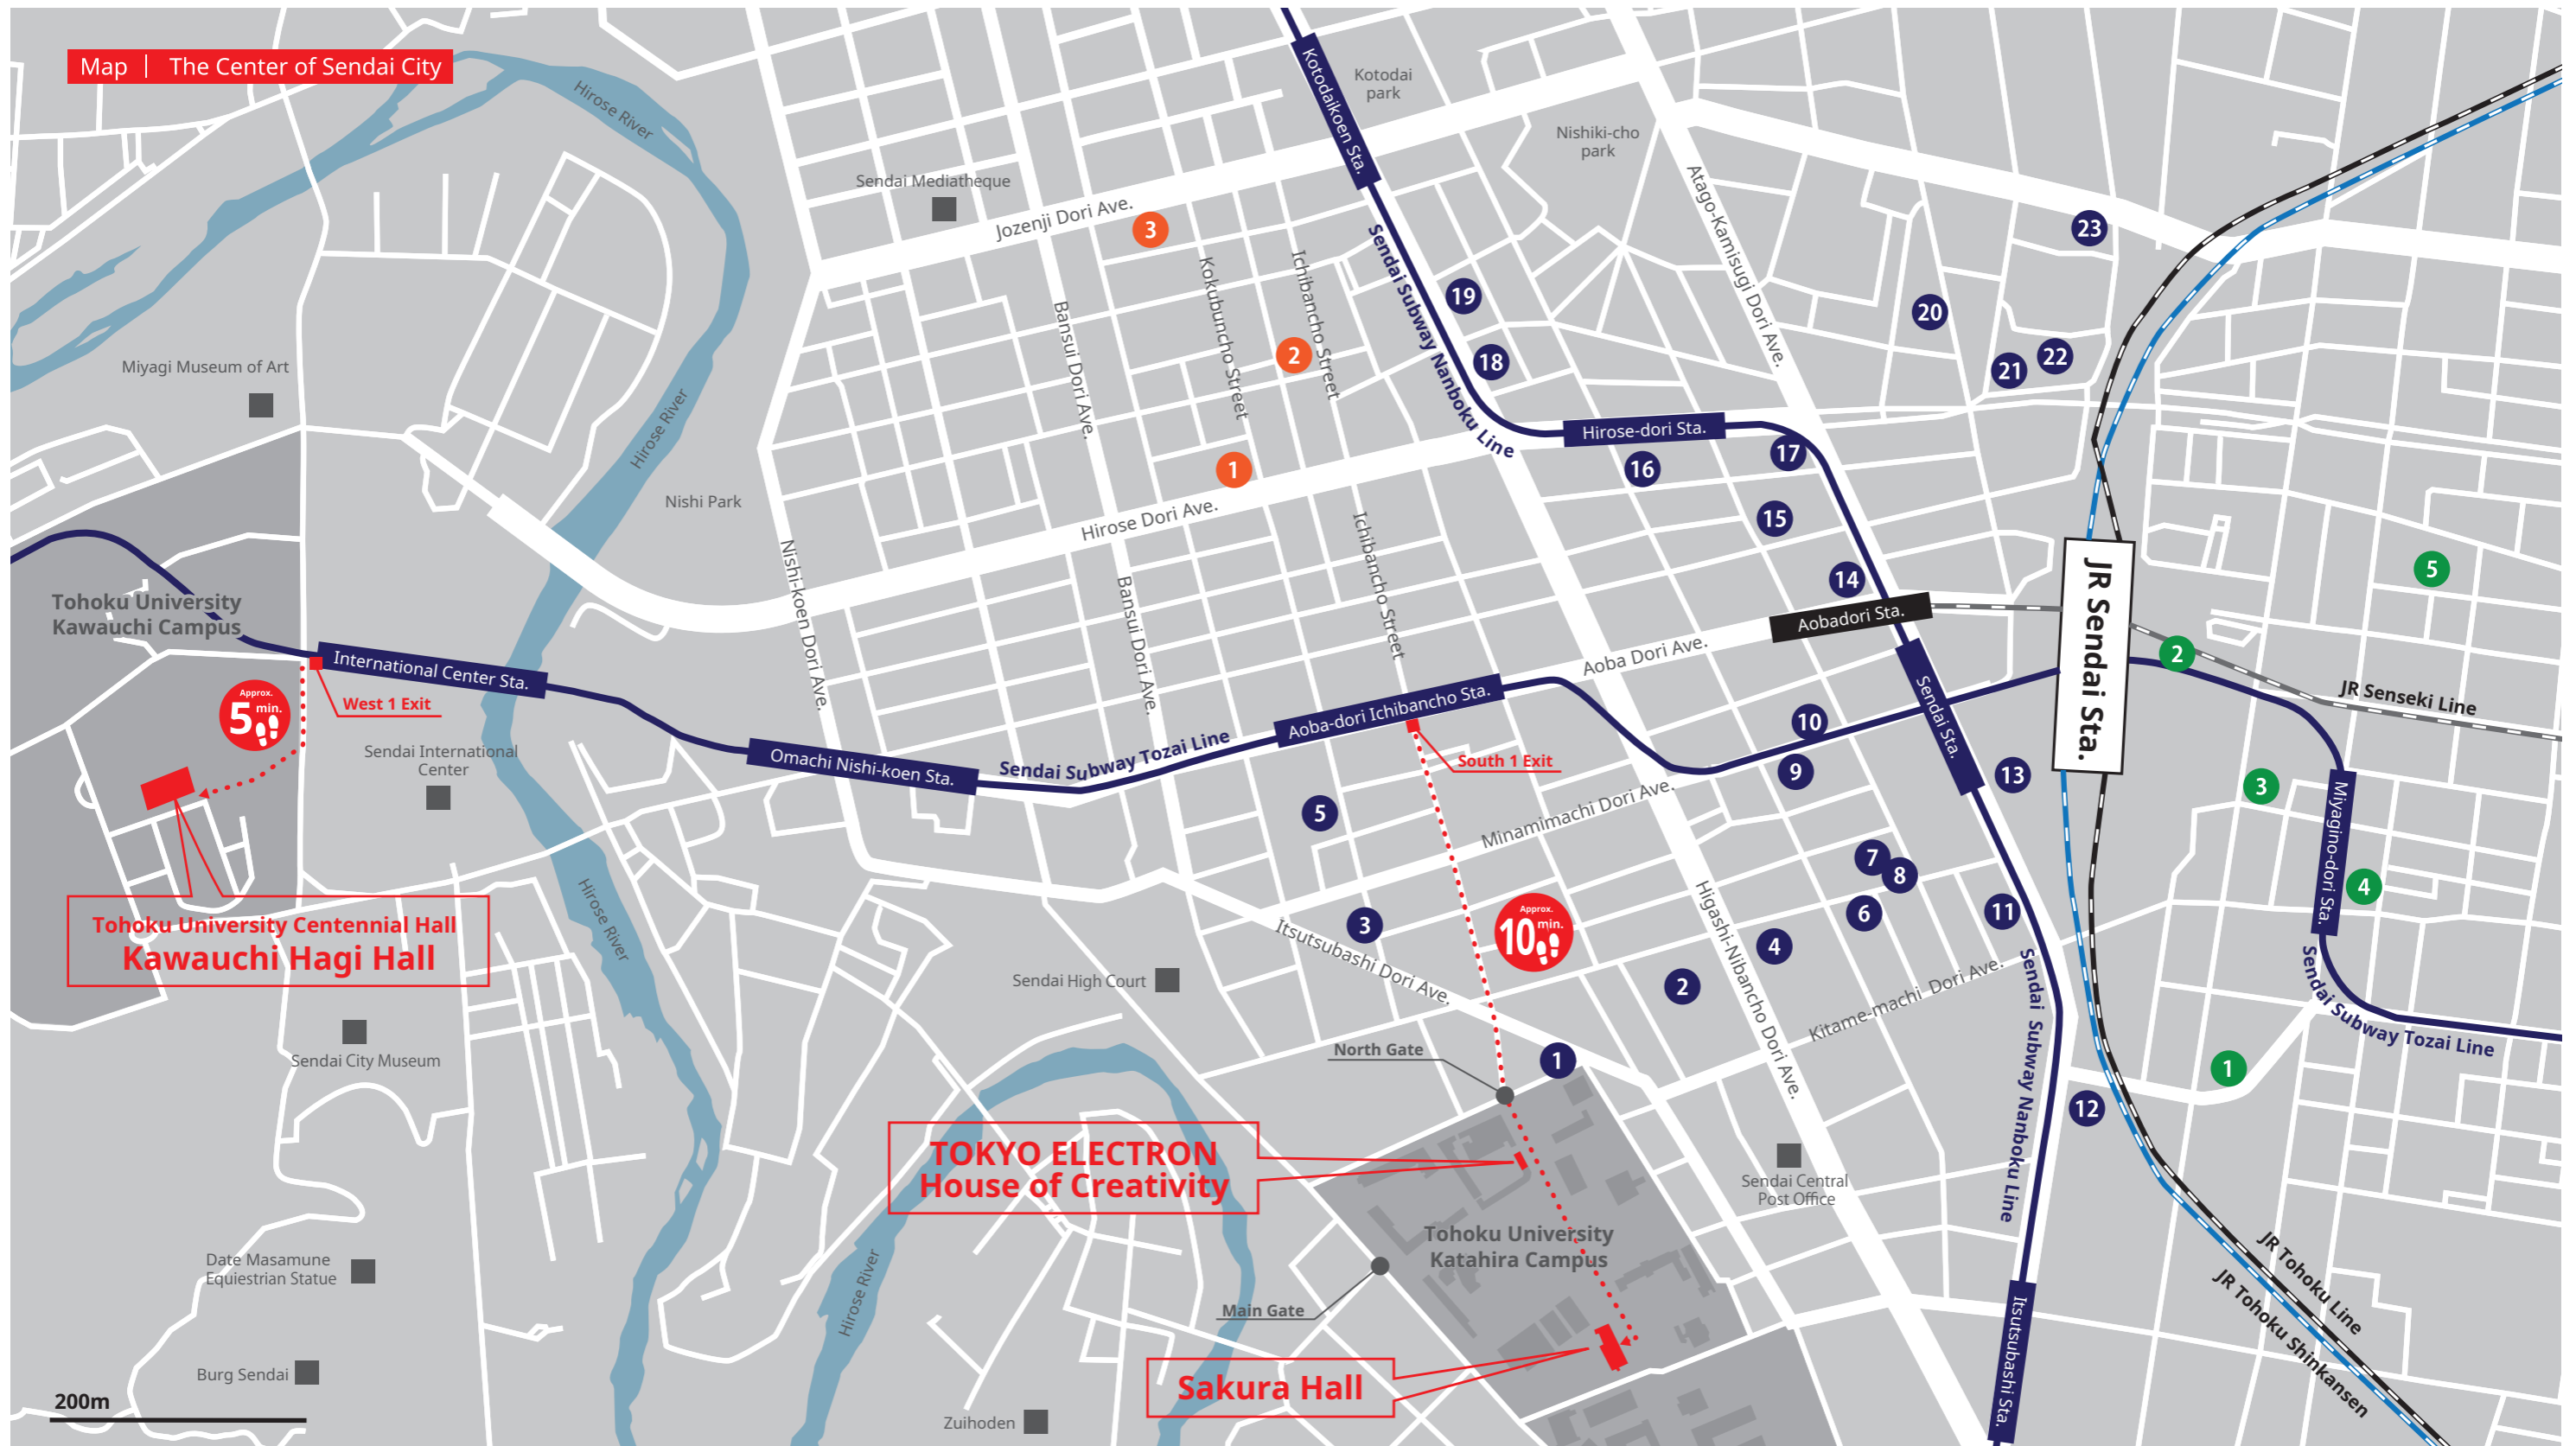 Map | The Center of Sendai City
Kotodaikoen Sta.
Kotodai
park
Hirose River
Nishiki-cho
park
Sendai Mediatheque
Jozenji Dori Ave.
Atago-Kamisugi Dori Ave.
3
23
Kokubuncho Street
Ichibancho Street
Sendai Subway Nanboku Line
19
20
Bansui Dori Ave.
2
18
21
22
Miyagi Museum of Art
Hirose River
Hirose-dori Sta.
1
16
17
Nishi Park
Hirose Dori Ave.
15
Nishi-koen Dori Ave.
Bansui Dori Ave.
Ichibancho Street
14
5
JR Sendai Sta.
Tohoku University
Kawauchi Campus
Aobadori Sta.
Aoba Dori Ave.
2
International Center Sta.
West 1 Exit
Approx.
5 min.
Sendai Sta.
JR Senseki Line
Aoba-dori Ichibancho Sta.
10
Sendai International
Center
Omachi Nishi-koen Sta.
Sendai Subway Tozai Line
South 1 Exit
9
13
3
Miyagino-dori Sta.
5
Minamimachi Dori Ave.
7
8
4
Tohoku University Centennial Hall
Kawauchi Hagi Hall
Hirose River
3
Itsutsubashi Dori Ave.
Approx.
10 min.
Higashi-Nibancho Dori Ave.
6
11
4
2
Sendai High Court
Kitame-machi Dori Ave.
Sendai Subway Nanboku Line
Sendai Subway Tozai Line
Sendai City Museum
North Gate
1
1
12
TOKYO ELECTRON
House of Creativity
Sendai Central
Post Office
Tohoku University
Katahira Campus
Date Masamune
Equiestrian Statue
Hirose River
Main Gate
JR Tohoku Line
JR Tohoku Shinkansen
Itsutsubashi Sta.
Burg Sendai
Sakura Hall
200m
Zuihoden